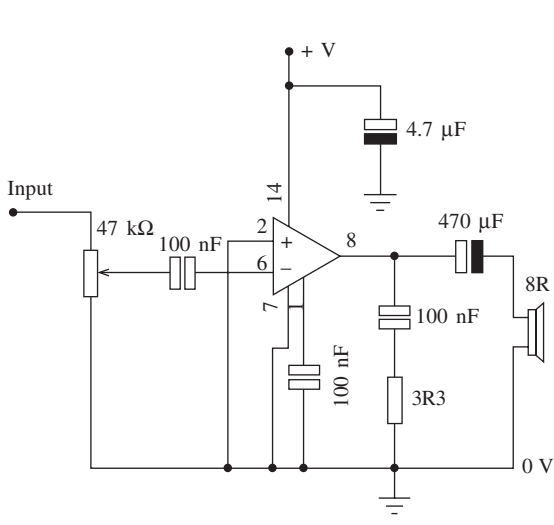 + V
4.7 μF
14
Input
47 kΩ
100 nF
2
+
6
−
8
470 μF
8R
7
1
100 nF
100 nF
3R3
0 V